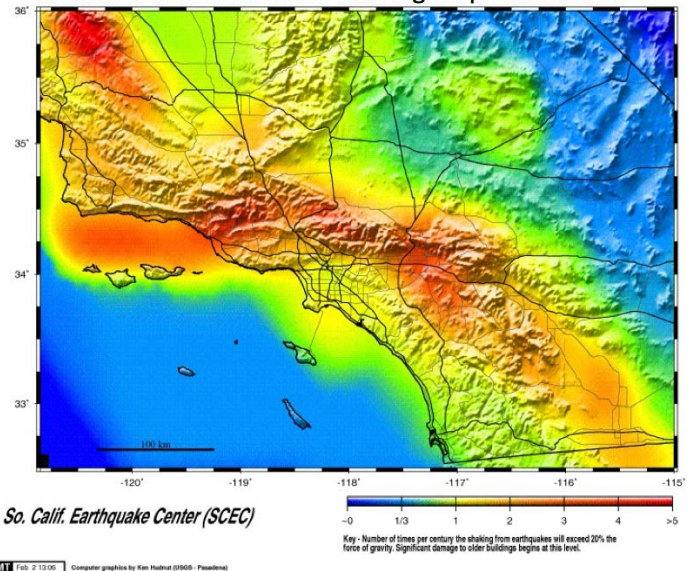 36°
35°
34°
33°
100 km
-120° -119° -118° -117° -116° -115°
So. Calif. Earthquake Center (SCEC)
~0 1/3 1 2 3 4 >5
Key - Number of times per century the shaking from earthquakes will exceed 20% the
force of gravity. Significant damage to older buildings begins at this level.
Feb 2 13:06 Computer graphics by Ken Hudnut (USGS - Pasadena)